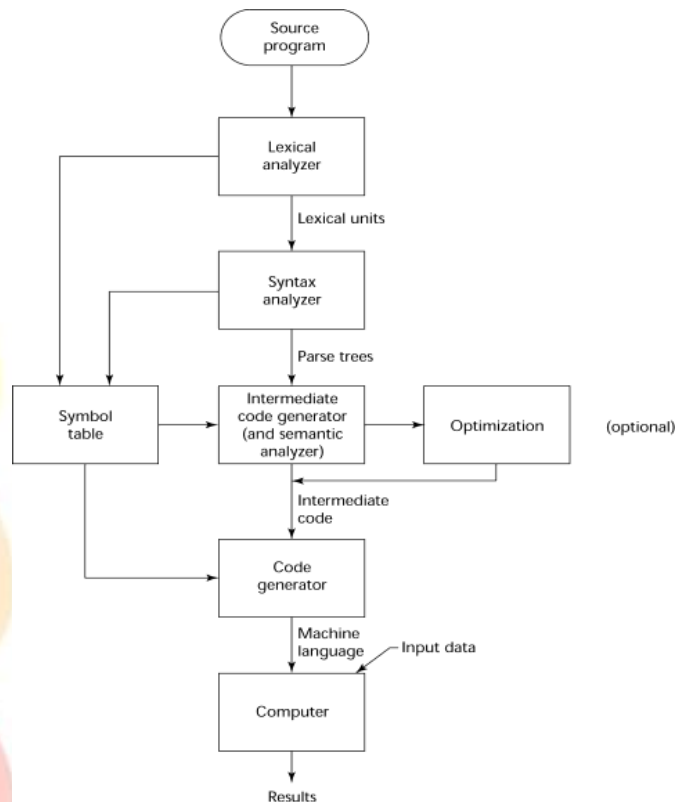 Source
program
Lexical
analyzer
Lexical units
Syntax
analyzer
Parse trees
Symbol
table
Intermediate
code generator
(and semantic
analyzer)
Optimization
(optional)
Intermediate
code
Code
generator
Machine
language
Input data
Computer
Results